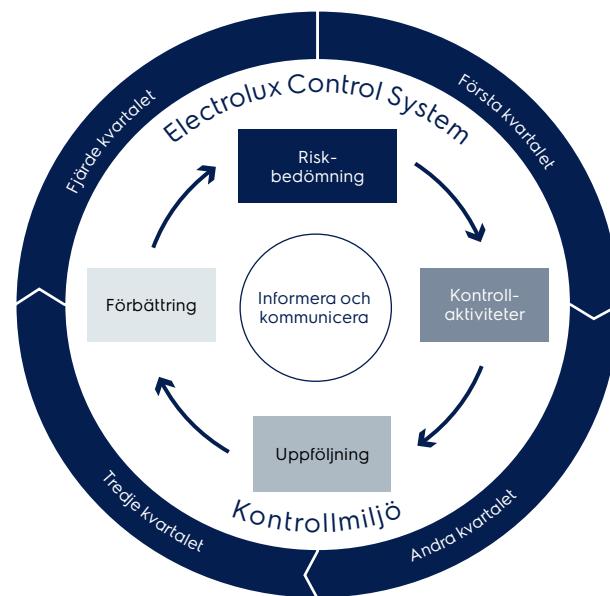 Electrolux Control System
Första kvartalet
Fjärde kvartalet
Risk-
bedömning
Förbättring
Informera och
kommunicera
Kontroll-
aktiviteter
Uppföljning
Kontrollmiljö
Tredje kvartalet
Andra kvartalet